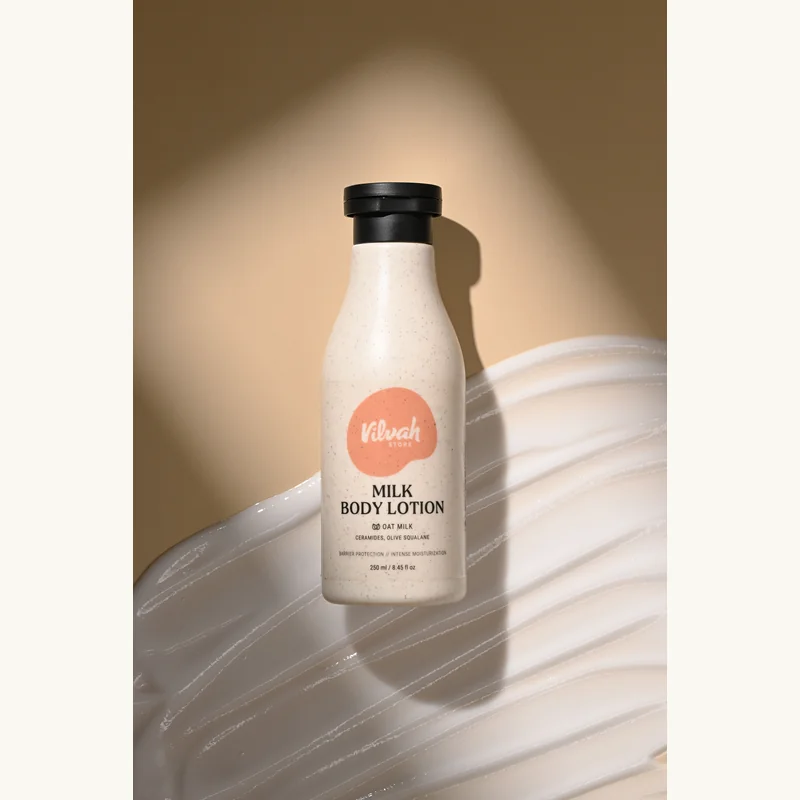 Vilvah
STORE
MILK
BODY LOTION
OAT MILK
CERAMIDES, OLIVE SQUALANE
BARRIER PROTECTION // INTENSE MOISTURIZATION
250 ml / 8.45 fl oz